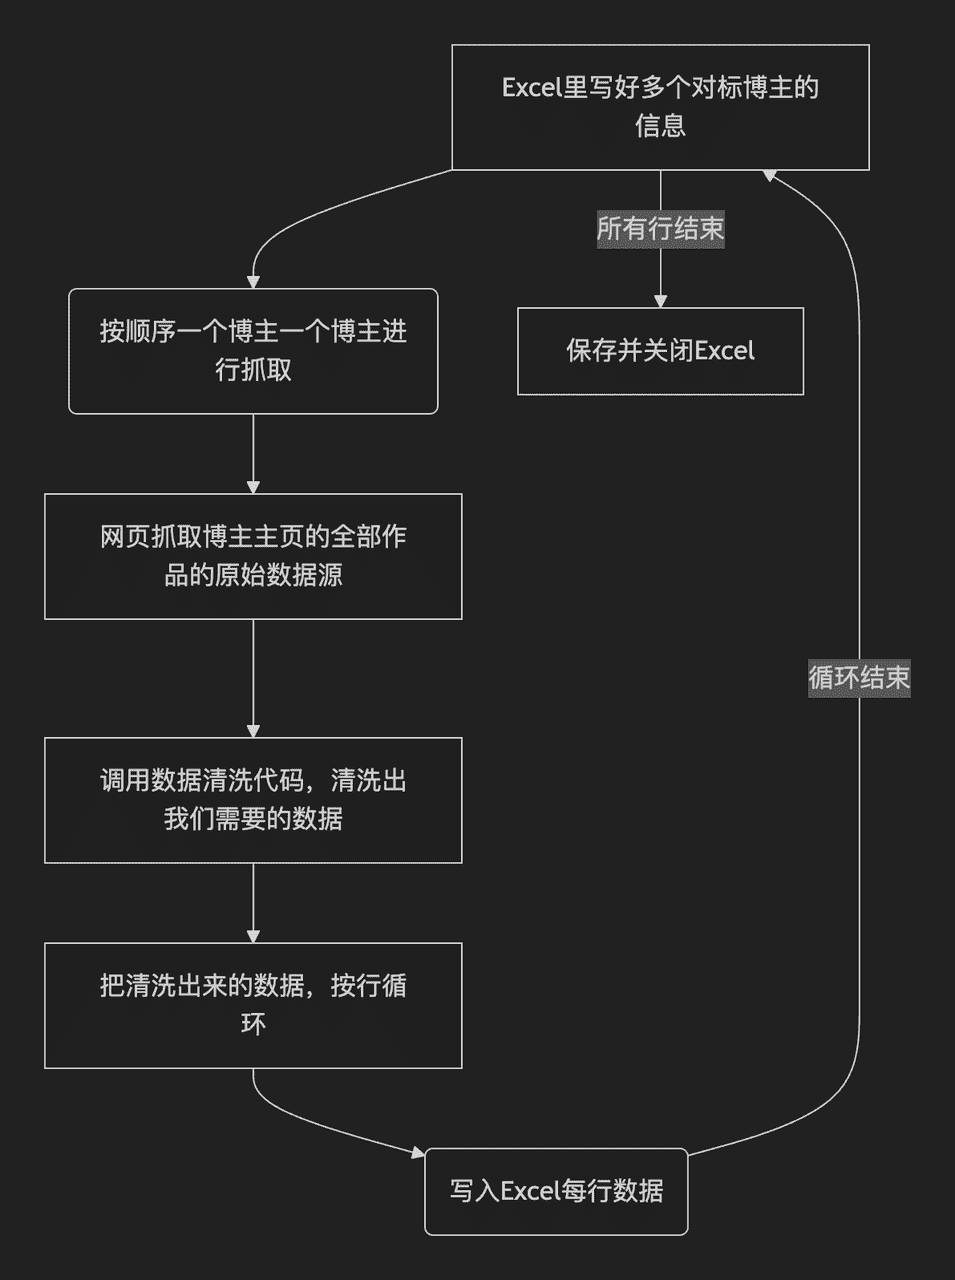 Excel里写好多个对标博主的
信息
所有行结束
按顺序一个博主一个博主进
行抓取
保存并关闭Excel
网页抓取博主主页的全部作
品的原始数据源
循环结束
调用数据清洗代码，清洗出
我们需要的数据
把清洗出来的数据，按行循
环
写入Excel每行数据